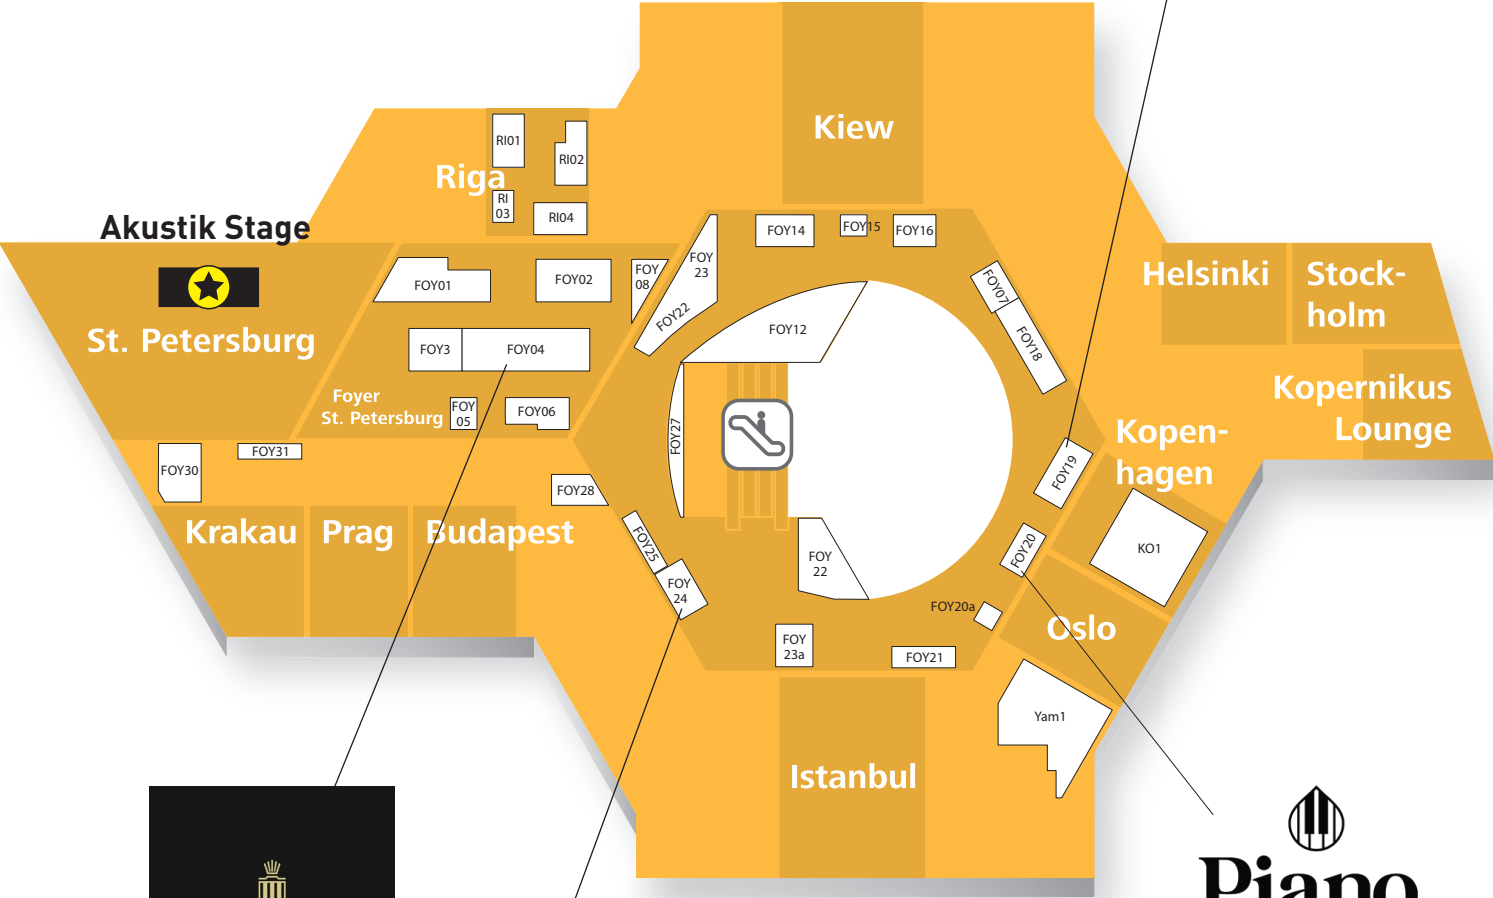 Kiew
RI01
RI02
Riga
RI
03
RI04
Akustik Stage
FOY14
FOY15
FOY16
FOY
23
FOY
08
FOY01
FOY02
FOY07
Helsinki
Stock-
holm
FOY22
FOY12
St. Petersburg
FOY3
FOY04
FOY18
Foyer
St. Petersburg
FOY
05
FOY06
Kopernikus
Lounge
FOY27
Kopen-
hagen
FOY31
FOY30
FOY19
FOY28
Krakau
Prag
Budapest
FOY25
FOY
22
FOY20
KO1
FOY
24
FOY20a
Oslo
FOY
23a
FOY21
Yam1
Istanbul
Piano